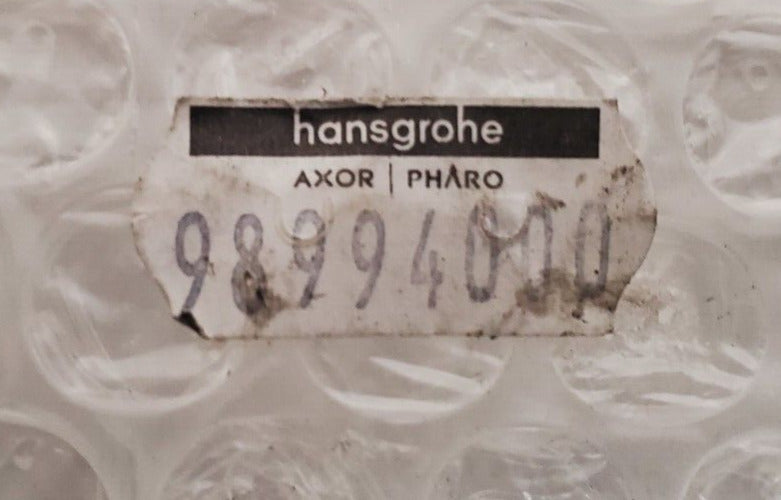 hansgrohe
AXOR | PHARO
98994000